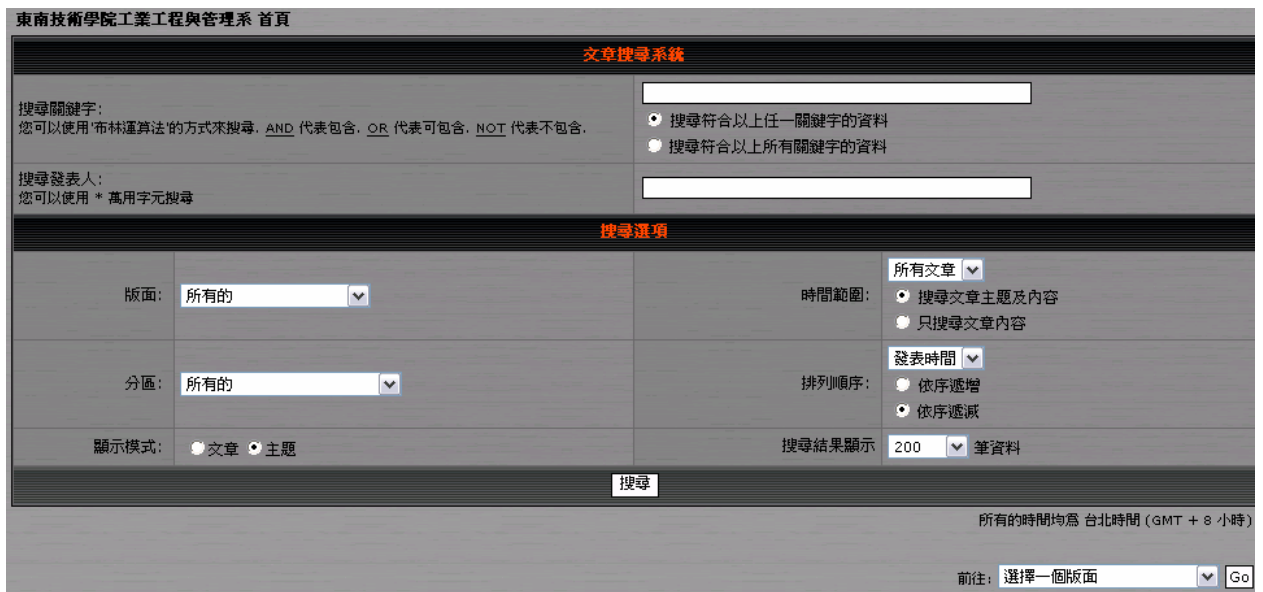 東南技術學院工業工程與管理系 首頁
文章搜尋系統
搜尋關鍵字:
您可以使用'布林運算法'的方式來搜尋. AND 代表包含. OR 代表可包含. NOT 代表不包含.
搜尋符合以上任一關鍵字的資料
搜尋符合以上所有關鍵字的資料
搜尋發表人:
您可以使用 * 萬用字元搜尋
搜尋選項
版面: 所有的
時間範圍: 所有文章
搜尋文章主題及內容
只搜尋文章內容
分區: 所有的
排列順序: 發表時間
依序遞增
依序遞減
顯示模式: 文章 主題
搜尋結果顯示 200 筆資料
搜尋
所有的時間均為 台北時間 (GMT + 8 小時)
前往: 選擇一個版面 Go